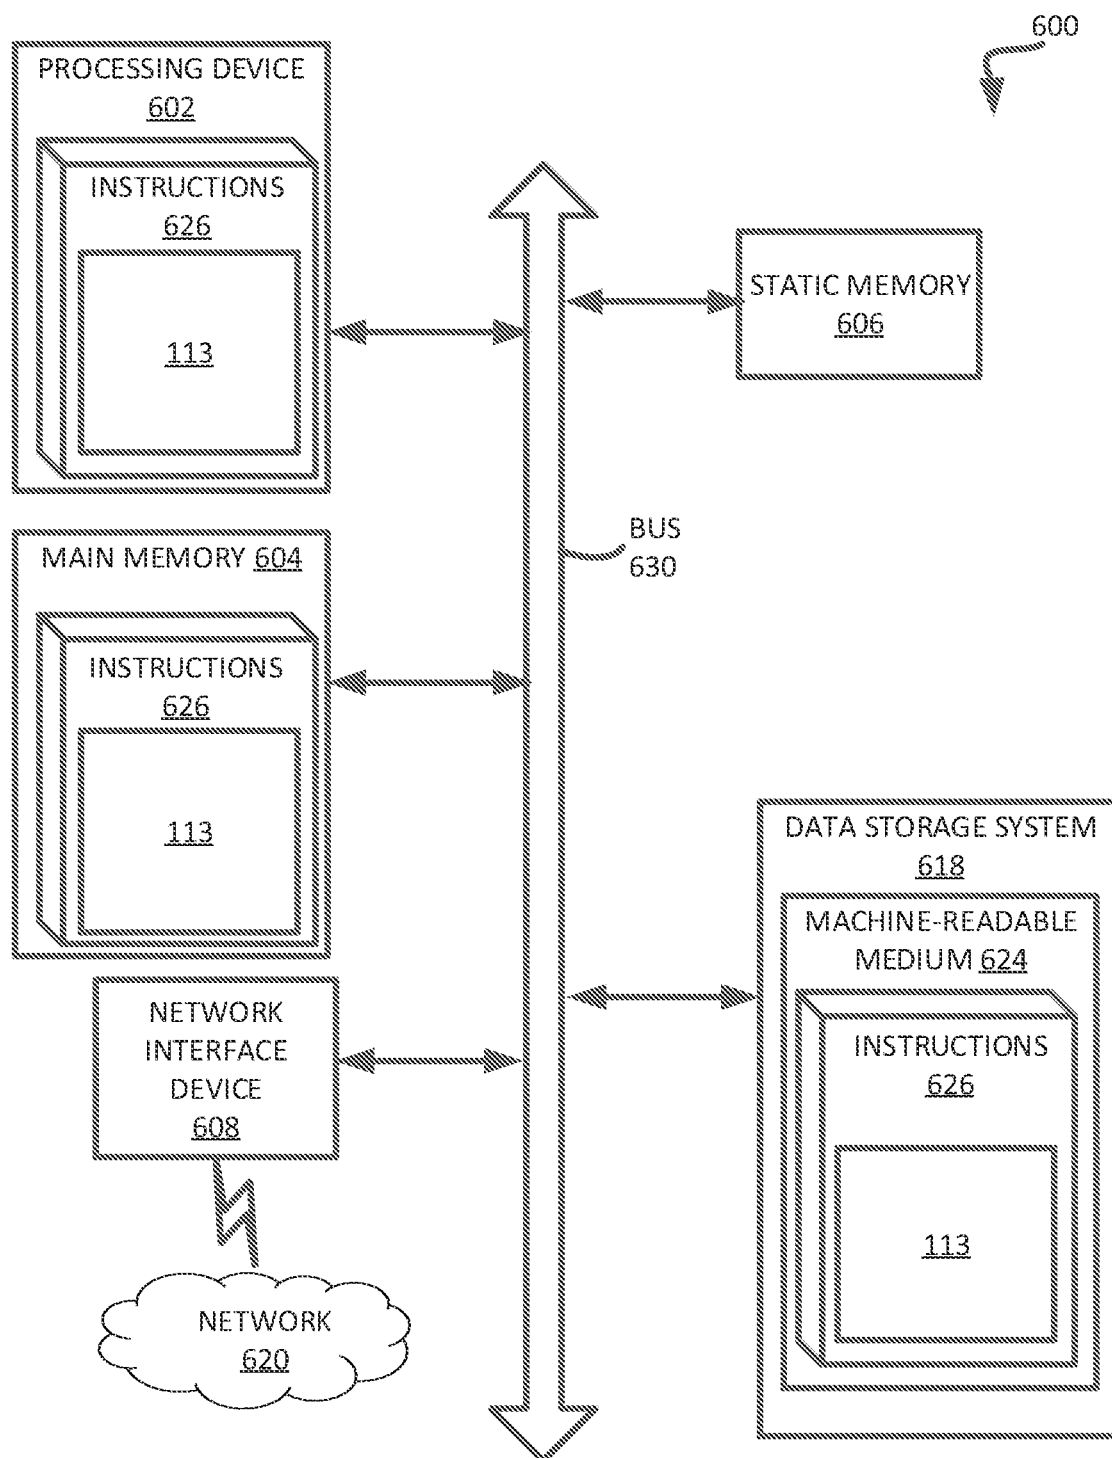 600
PROCESSING DEVICE
602
INSTRUCTIONS
626
113
STATIC MEMORY
606
BUS
630
MAIN MEMORY 604
INSTRUCTIONS
626
113
DATA STORAGE SYSTEM
618
MACHINE-READABLE
MEDIUM 624
INSTRUCTIONS
626
113
NETWORK
INTERFACE
DEVICE
608
NETWORK
620